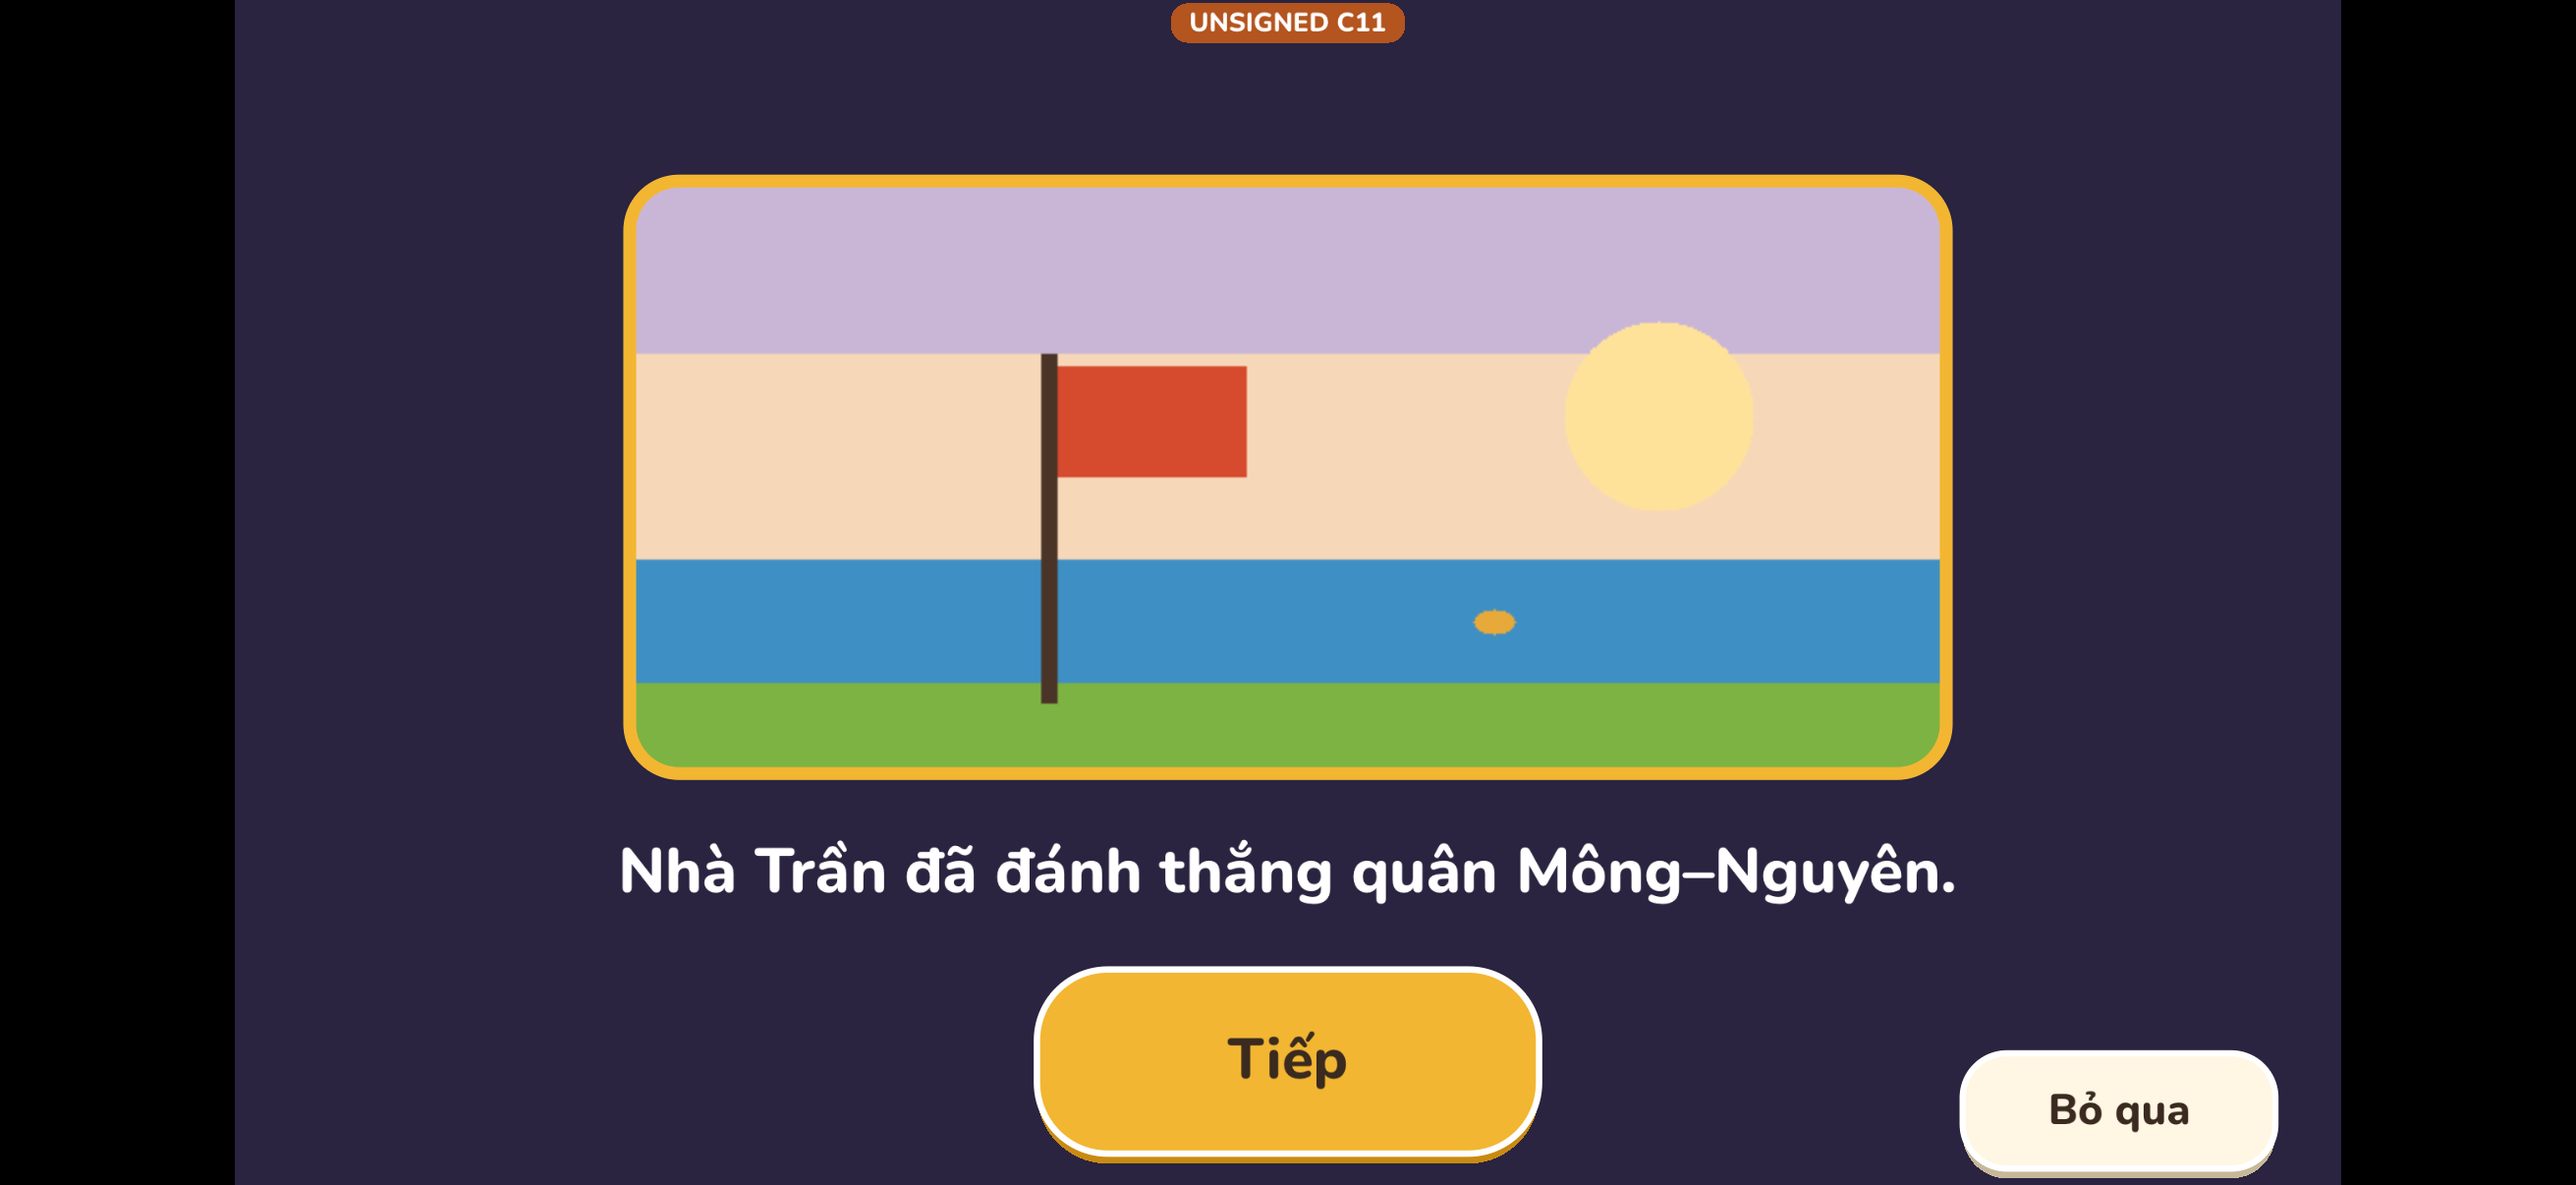 UNSIGNED C11
Nhà Trần đã đánh thắng quân Mông–Nguyên.
Tiếp
Bỏ qua